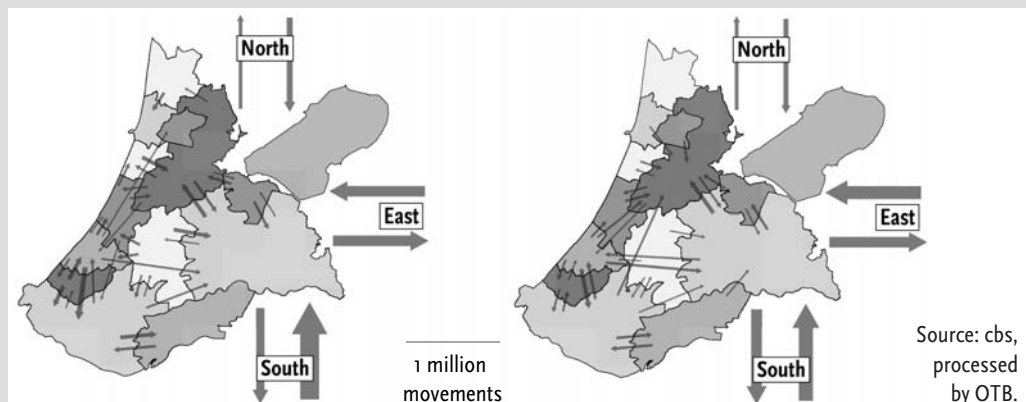 North
East
South
1 million
movements
North
East
South
Source: cbs,
processed
by OTB.